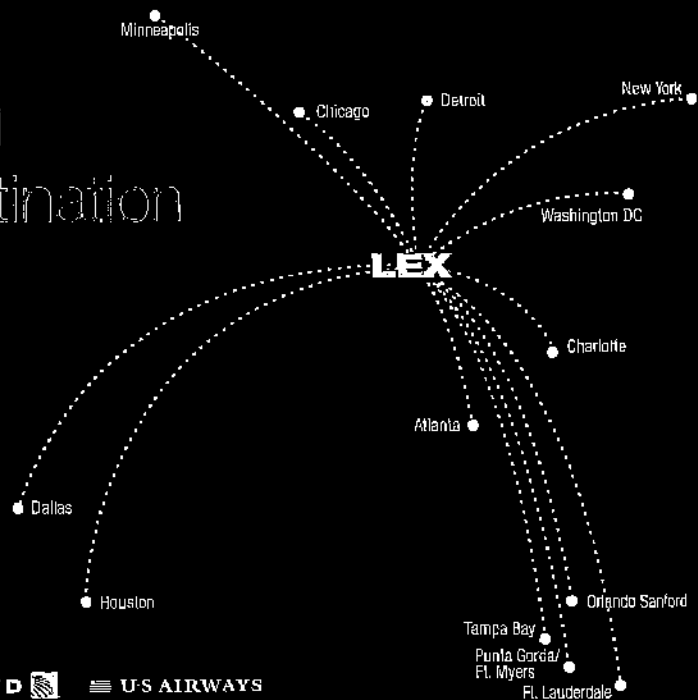 Minneapolis
Chicago
Detroit
New York
tination
Washington DC
LEX
Charlotte
Atlanta
Dallas
Houston
Orlando Sanford
Tampa Bay
Punta Gorda/
Ft. Myers
Ft. Lauderdale
D
U·S AIRWAYS